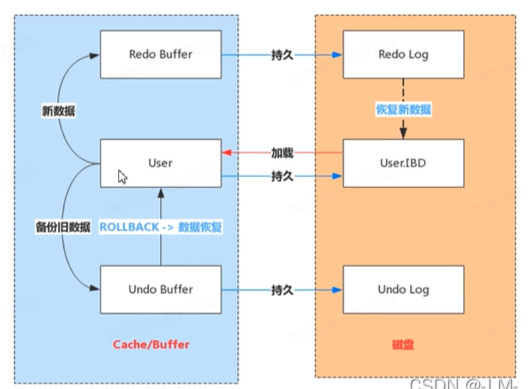 Redo Buffer
持久
Redo Log
新数据
恢复新数据
User
加载
持久
User.IBD
备份旧数据
ROLLBACK -> 数据恢复
Undo Buffer
持久
Undo Log
Cache/Buffer
磁盘
CSDN @-LM-